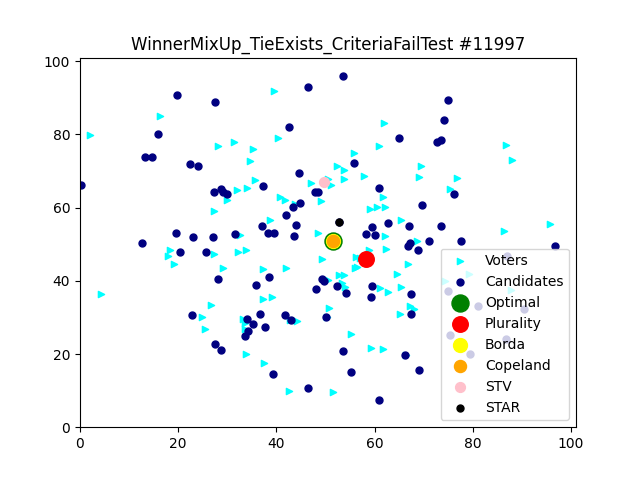 WinnerMixUp_TieExists_CriteriaFailTest #11997
100
80
60
40
20
0
0 20 40 60 80 100
Voters
Candidates
Optimal
Plurality
Borda
Copeland
STV
STAR